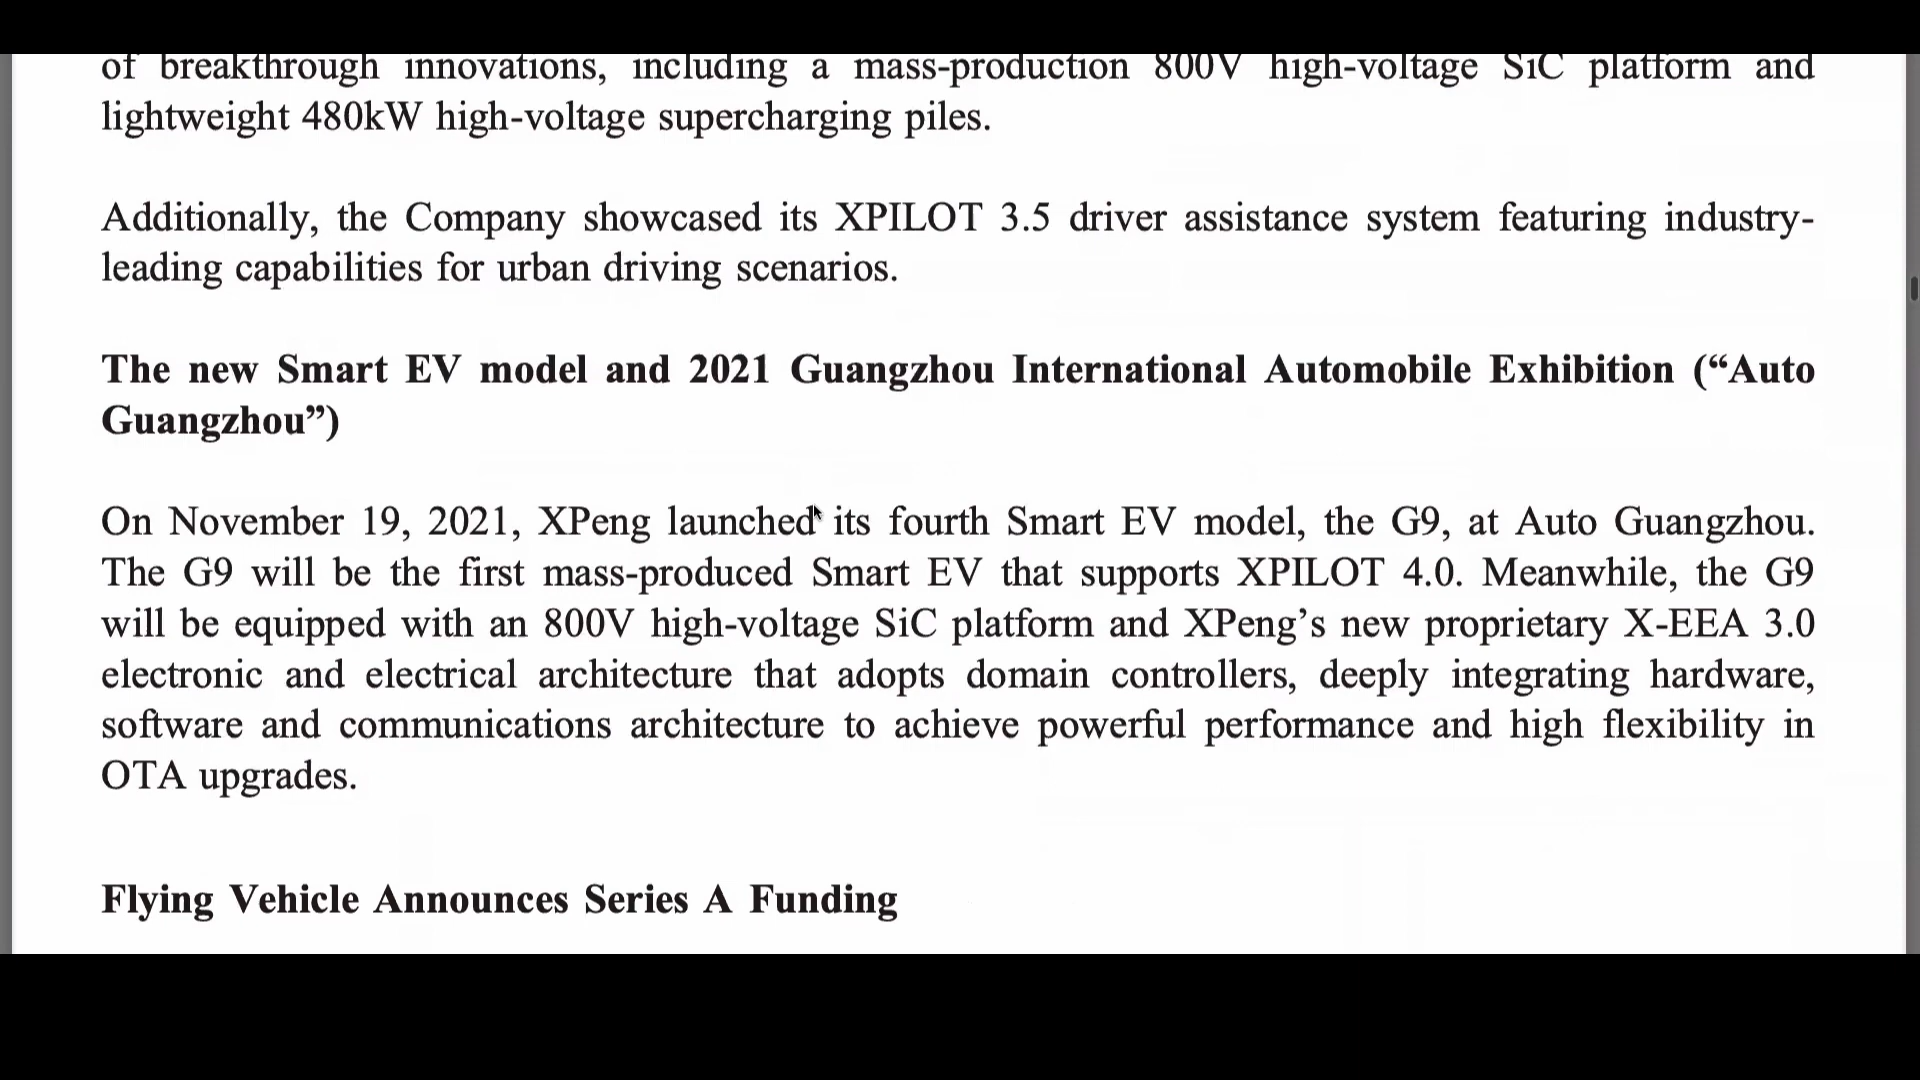 of breakthrough innovations, including a mass-production 800V high-voltage SiC platform and
lightweight 480kW high-voltage supercharging piles.
Additionally, the Company showcased its XPILOT 3.5 driver assistance system featuring industry-
leading capabilities for urban driving scenarios.
The new Smart EV model and 2021 Guangzhou International Automobile Exhibition (“Auto
Guangzhou”)
On November 19, 2021, XPeng launched its fourth Smart EV model, the G9, at Auto Guangzhou.
The G9 will be the first mass-produced Smart EV that supports XPILOT 4.0. Meanwhile, the G9
will be equipped with an 800V high-voltage SiC platform and XPeng’s new proprietary X-EEA 3.0
electronic and electrical architecture that adopts domain controllers, deeply integrating hardware,
software and communications architecture to achieve powerful performance and high flexibility in
OTA upgrades.
Flying Vehicle Announces Series A Funding